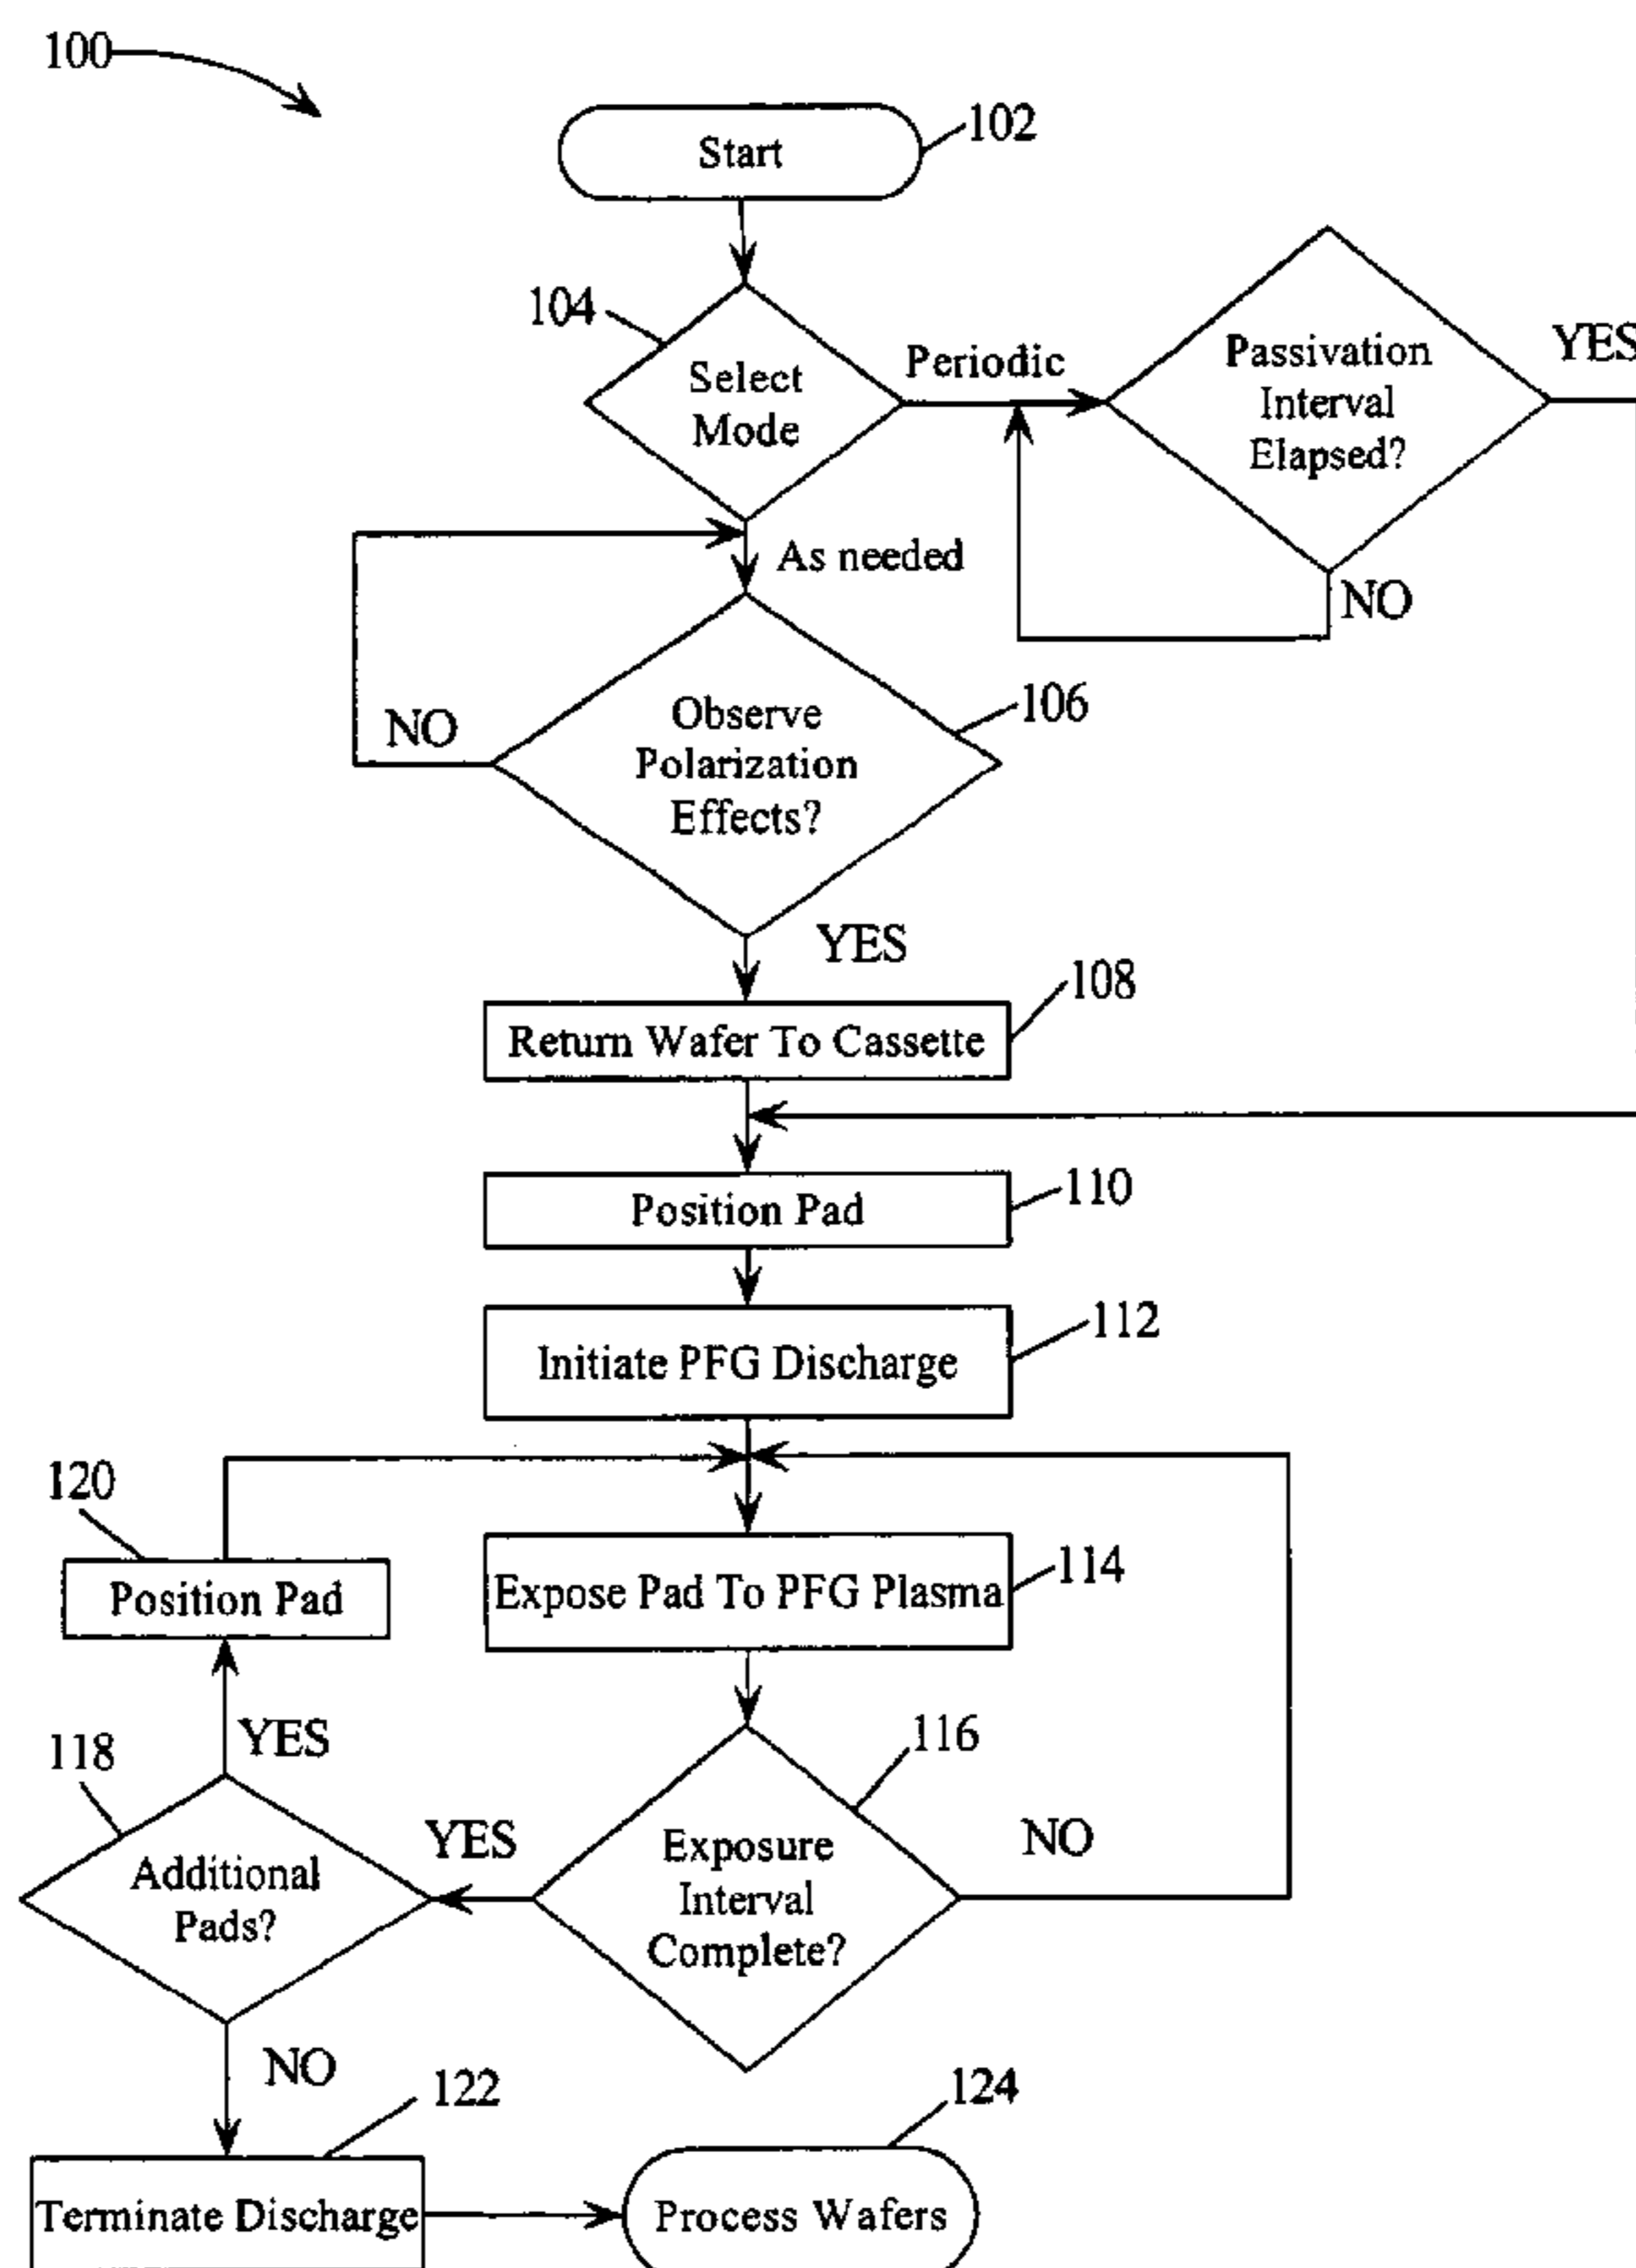 100
102
Start
104
Select
Mode
Periodic
Passivation
Interval
Elapsed?
YES
NO
As needed
106
Observe
Polarization
Effects?
NO
YES
108
Return Wafer To Cassette
110
Position Pad
112
Initiate PFG Discharge
120
Position Pad
114
Expose Pad To PFG Plasma
118
YES
116
Additional
Pads?
YES
Exposure
Interval
Complete?
NO
NO
122
Terminate Discharge
124
Process Wafers